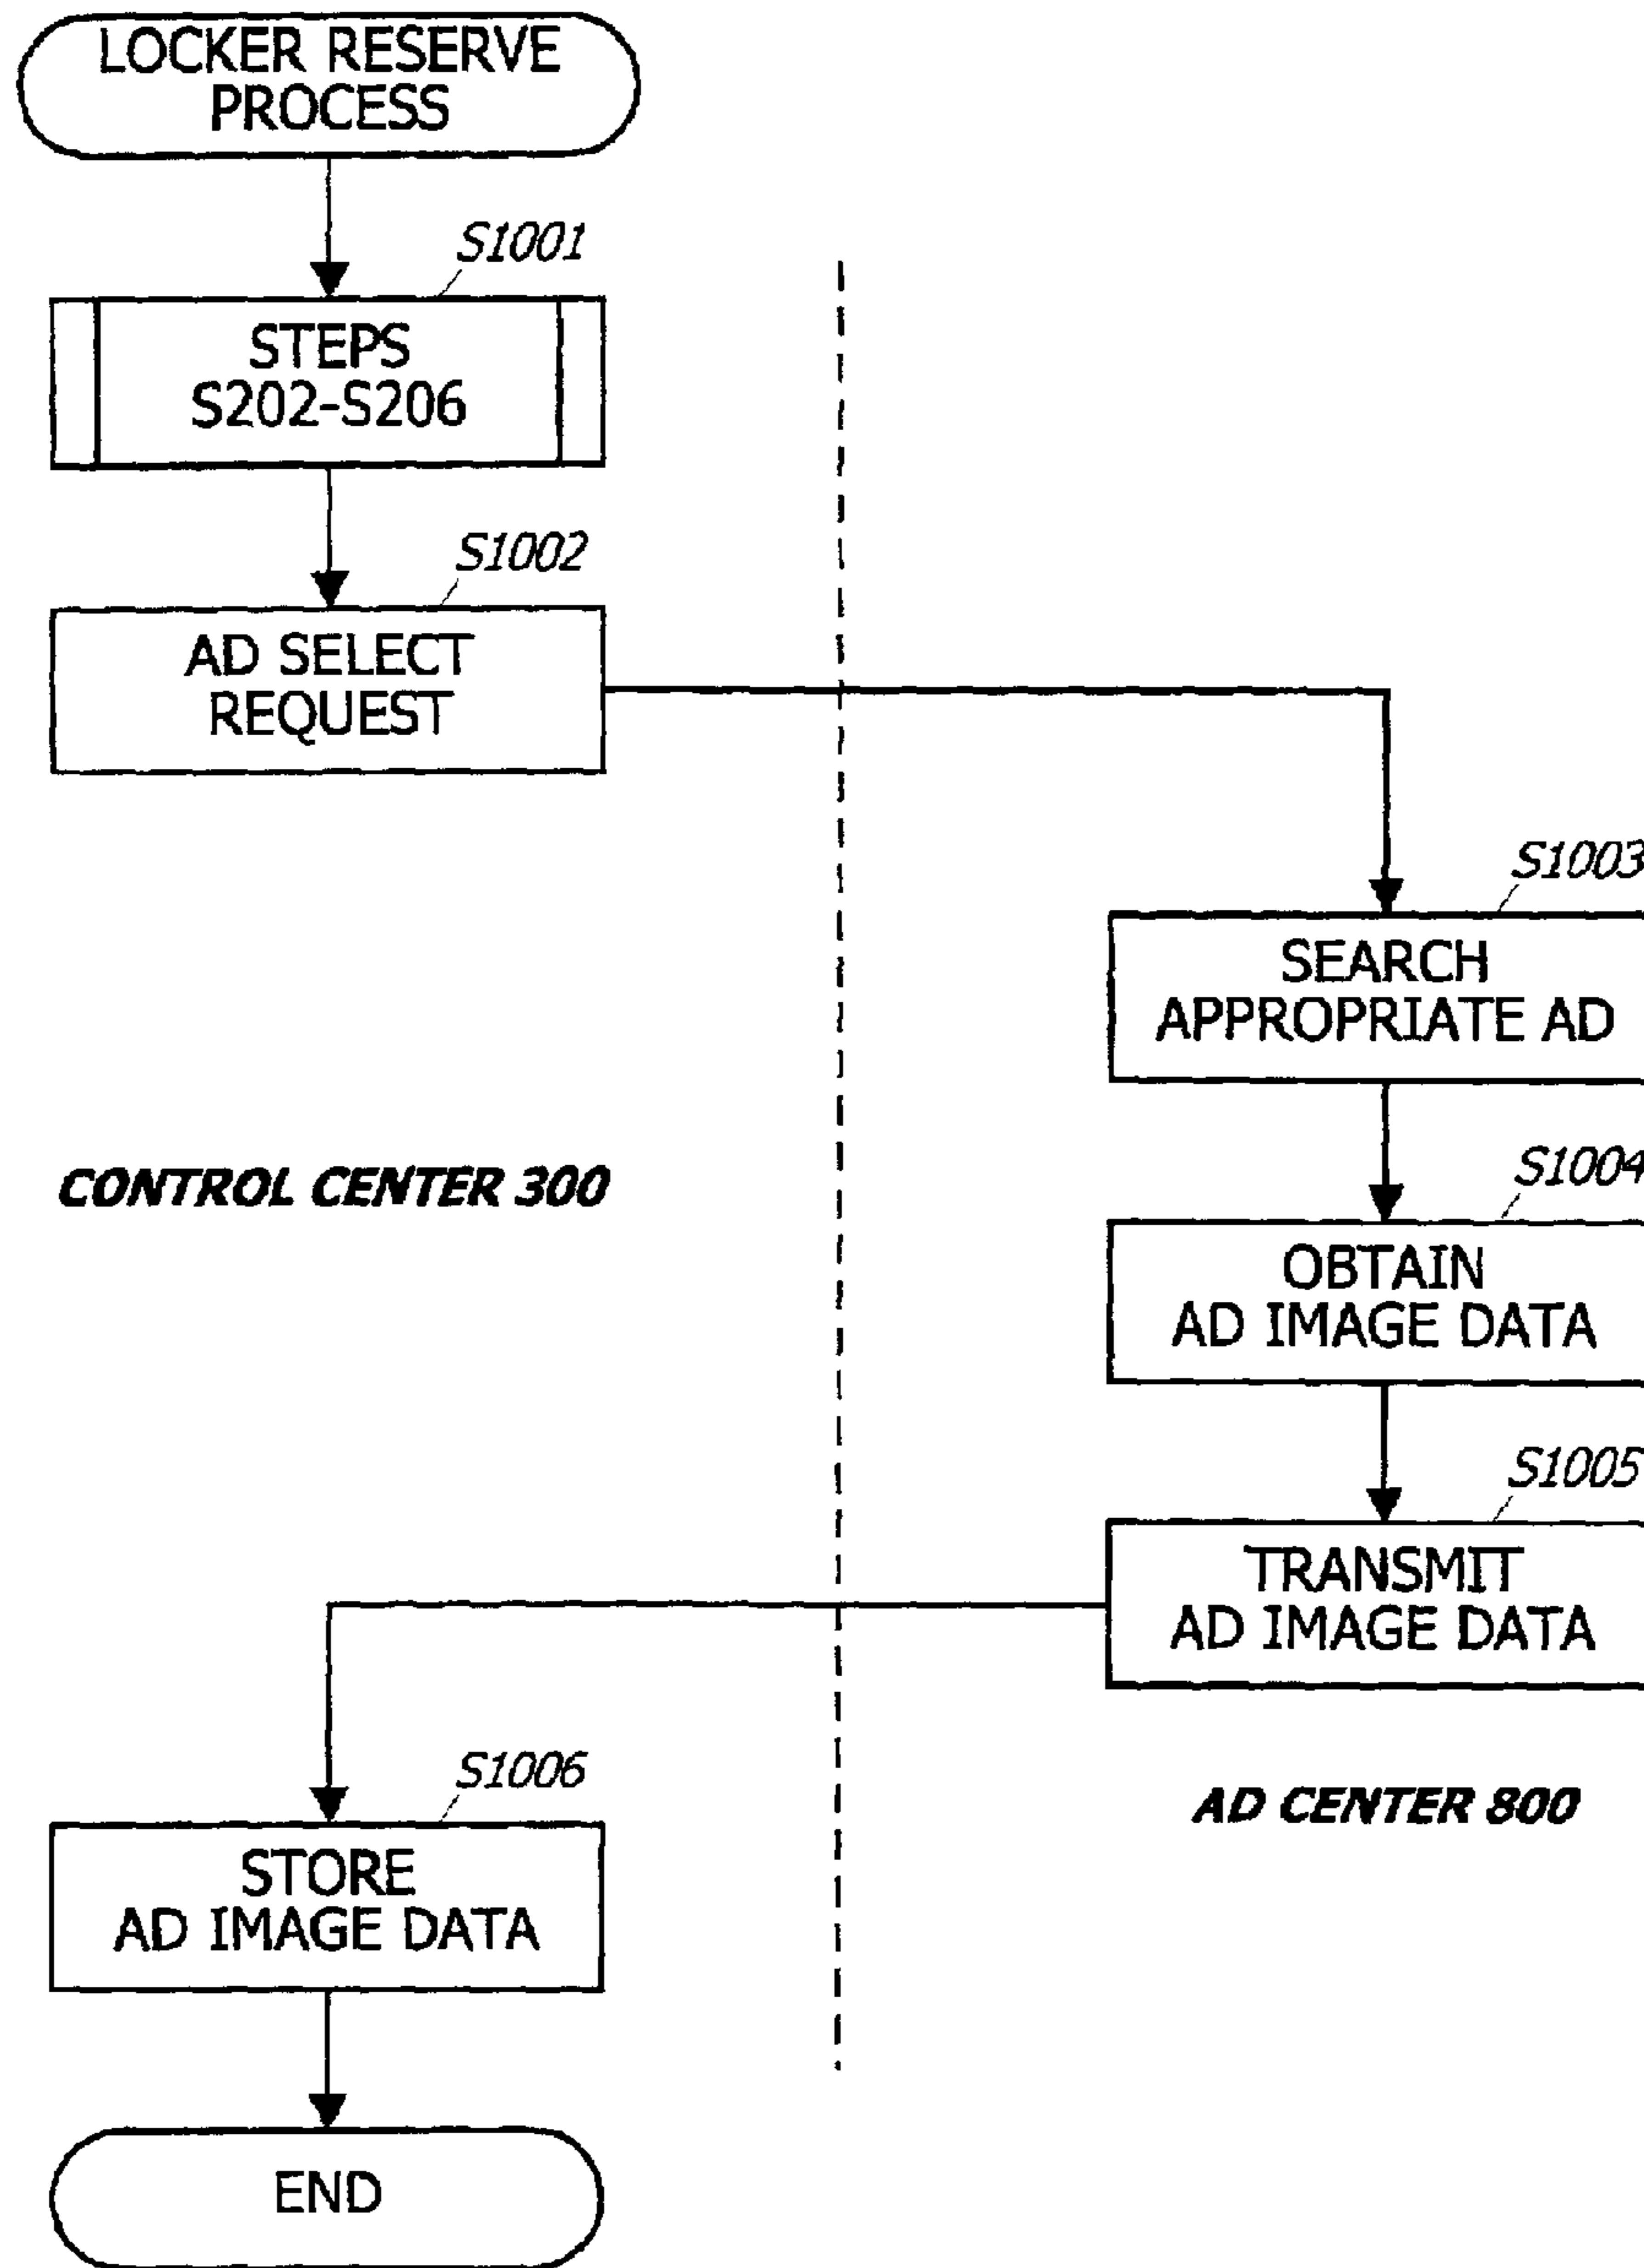 LOCKER RESERVE
PROCESS
S1001
STEPS
S202-S206
S1002
AD SELECT
REQUEST
S1003
SEARCH
APPROPRIATE AD
S1004
OBTAIN
AD IMAGE DATA
CONTROL CENTER 300
S1005
TRANSMIT
AD IMAGE DATA
AD CENTER 800
S1006
STORE
AD IMAGE DATA
END